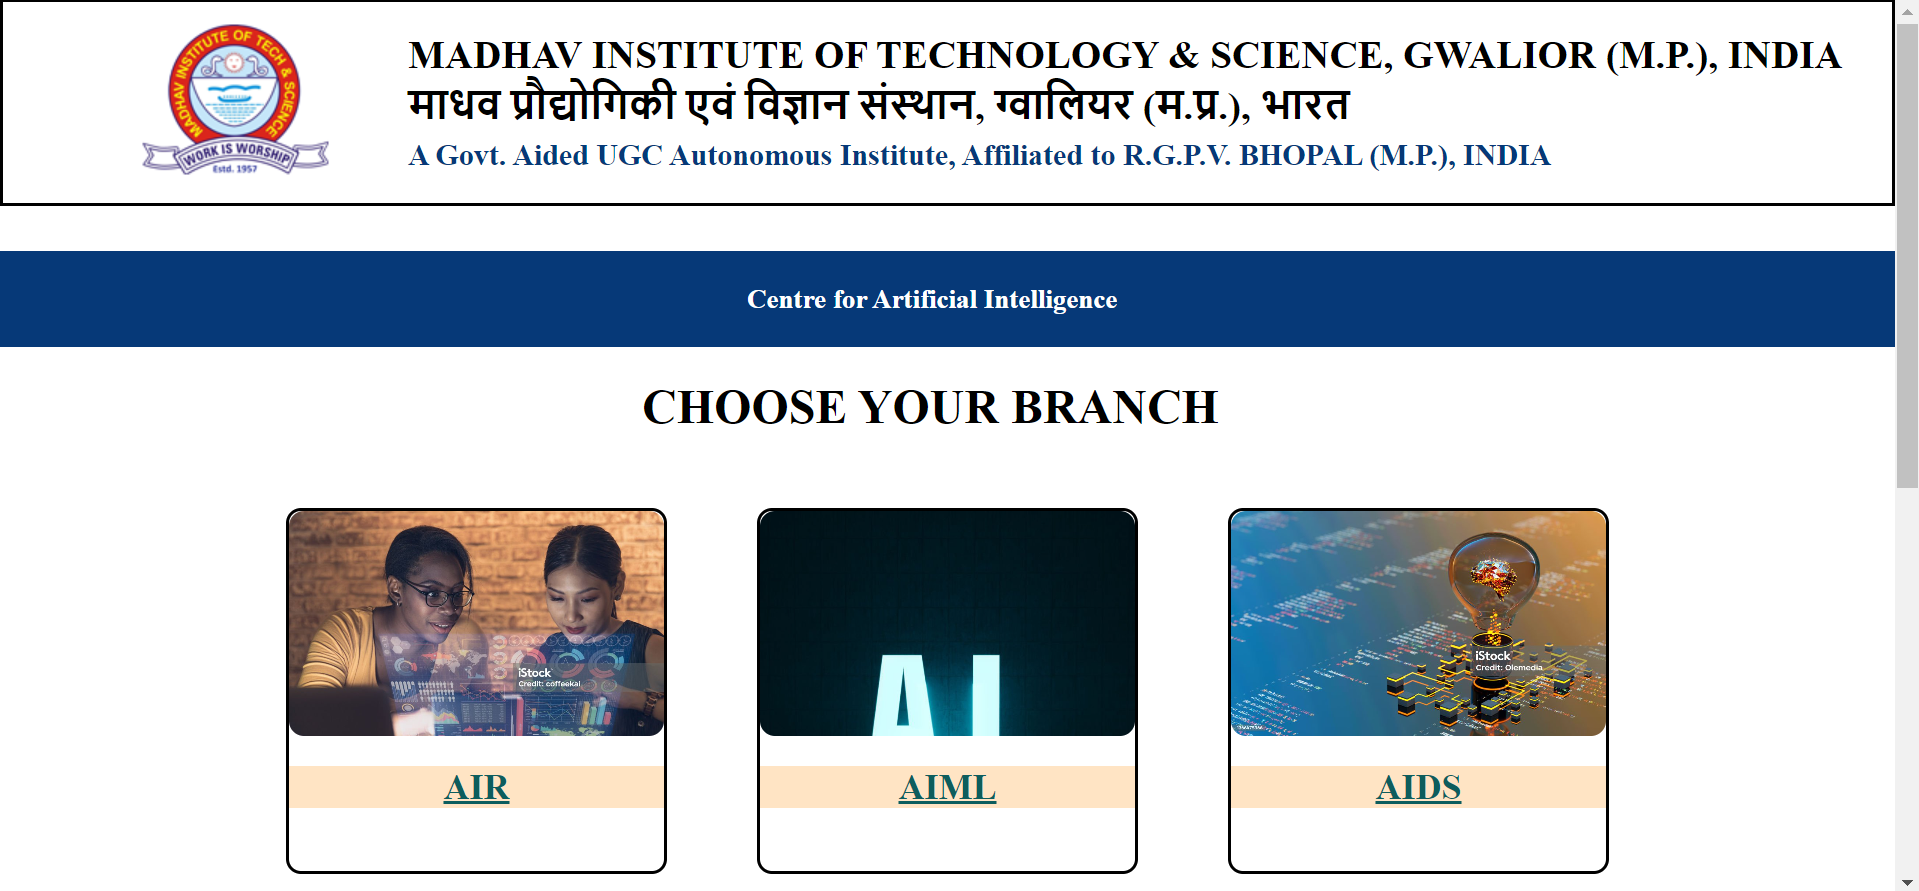 MADHAV INSTITUTE OF TECH & SCIENCE
WORK IS WORSHIP
Estd. 1957
MADHAV INSTITUTE OF TECHNOLOGY & SCIENCE, GWALIOR (M.P.), INDIA
माधव प्रौद्योगिकी एवं विज्ञान संस्थान, ग्वालियर (म.प्र.), भारत
A Govt. Aided UGC Autonomous Institute, Affiliated to R.G.P.V. BHOPAL (M.P.), INDIA
Centre for Artificial Intelligence
CHOOSE YOUR BRANCH
iStock
Credit: coffeekai
AI
iStock
Credit: Olemedia
AIR
AIML
AIDS